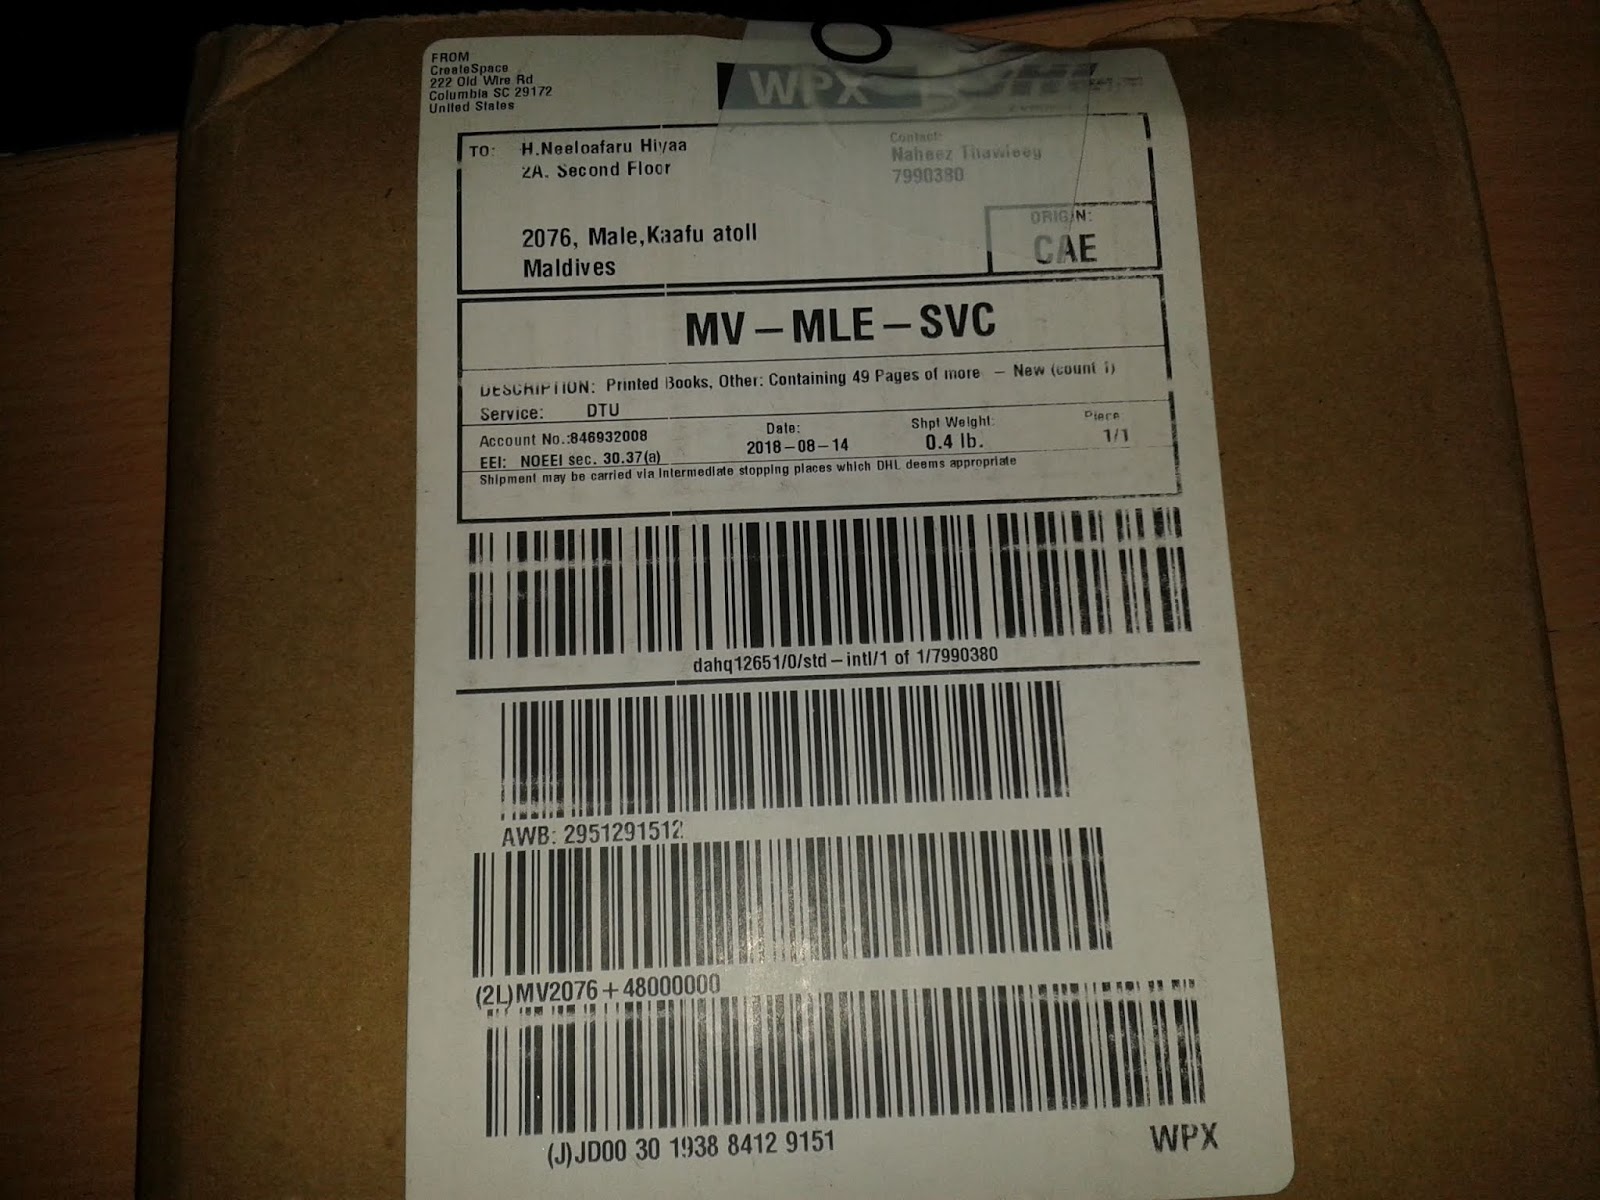 FROM
CreateSpace
222 Old Wire Rd
Columbia SC 29172
United States
WPX
TO: H.Neeloafaru Hiyaa
2A. Second Floor
2076, Male,Kaafu atoll
Maldives
Contact:
Naheez Thawfeeg
7990380
ORIGIN:
CAE
MV-MLE-SVC
DESCRIPTION: Printed Books, Other: Containing 49 Pages of more - New (count 1)
Service: DTU
Account No.:846932008
Date:
2018-08-14
Shpt Weight:
0.4 lb.
Piece
1/1
EEI: NOEEI sec. 30.37(a)
Shipment may be carried via Intermediate stopping places which DHL deems appropriate
dahq12651/0/std-intl/1 of 1/7990380
AWB: 2951291512
(2L)MV2076+48000000
(J)JD00 30 1938 8412 9151
WPX